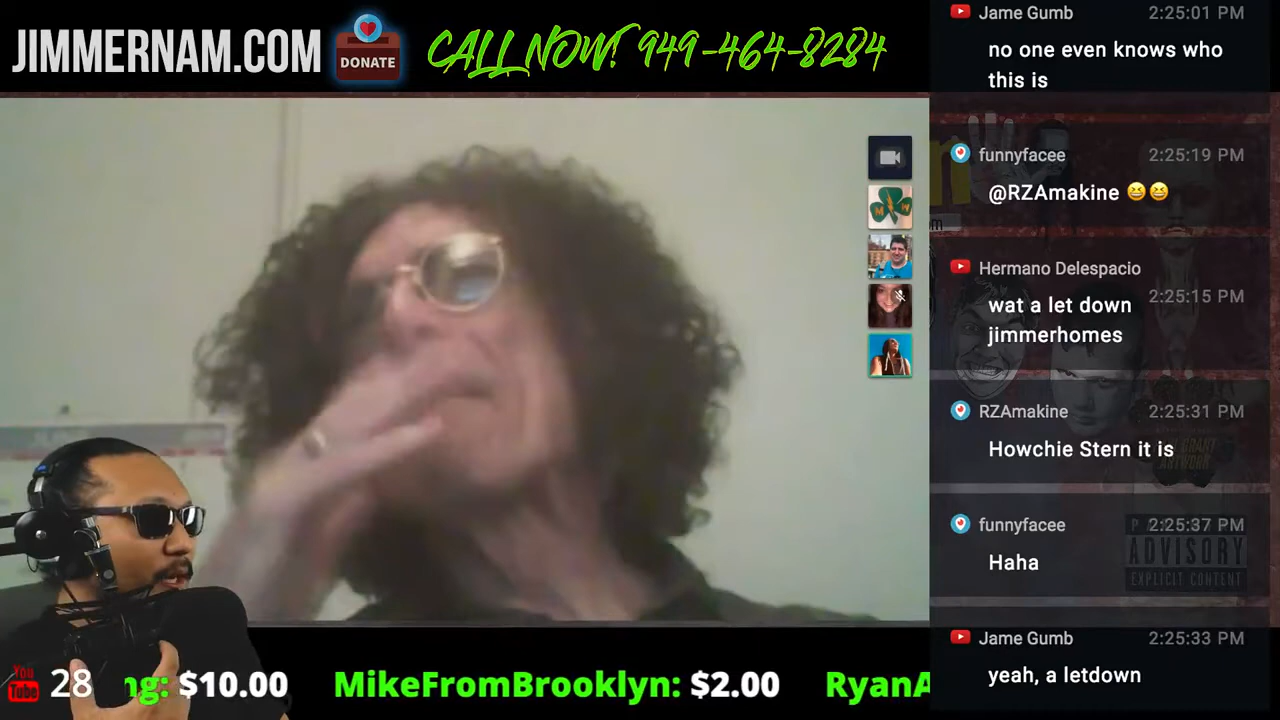 JIMMERNAM.COM
DONATE
CALL NOW! 949-464-8284
Jame Gumb 2:25:01 PM
no one even knows who
this is
funnyfacee 2:25:19 PM
@RZAmakine 😆😆
Hermano Delespacio
2:25:15 PM
wat a let down
jimmerhomes
RZAmakine 2:25:31 PM
Howchie Stern it is
funnyfacee 2:25:37 PM
Haha
ADVISORY
EXPLICIT CONTENT
Jame Gumb 2:25:33 PM
yeah, a letdown
M W
You
Tube
28
ng: $10.00 MikeFromBrooklyn: $2.00 RyanA